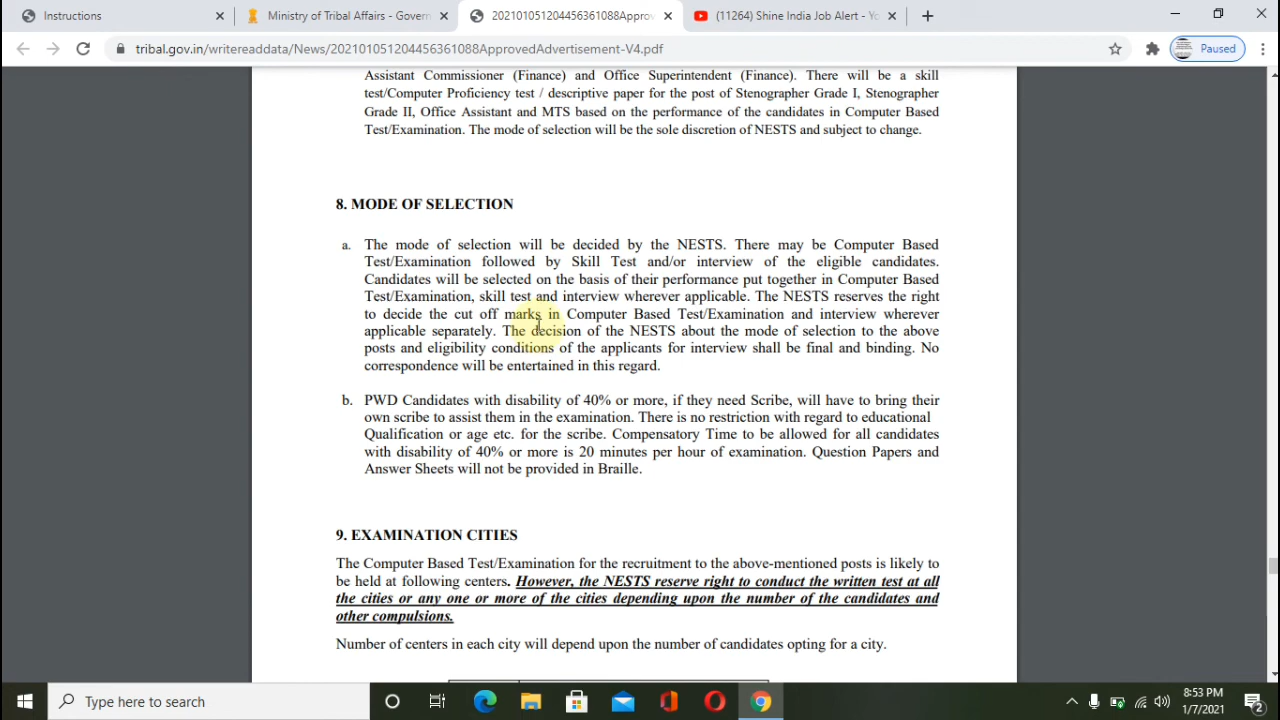 Instructions
Ministry of Tribal Affairs - Govern
202101051204456361088Approv
(11264) Shine India Job Alert - Yo
tribal.gov.in/writereaddata/News/202101051204456361088ApprovedAdvertisement-V4.pdf
Paused
Assistant Commissioner (Finance) and Office Superintendent (Finance). There will be a skill
test/Computer Proficiency test / descriptive paper for the post of Stenographer Grade I, Stenographer
Grade II, Office Assistant and MTS based on the performance of the candidates in Computer Based
Test/Examination. The mode of selection will be the sole discretion of NESTS and subject to change.
8. MODE OF SELECTION
a. The mode of selection will be decided by the NESTS. There may be Computer Based
Test/Examination followed by Skill Test and/or interview of the eligible candidates.
Candidates will be selected on the basis of their performance put together in Computer Based
Test/Examination, skill test and interview wherever applicable. The NESTS reserves the right
to decide the cut off marks in Computer Based Test/Examination and interview wherever
applicable separately. The decision of the NESTS about the mode of selection to the above
posts and eligibility conditions of the applicants for interview shall be final and binding. No
correspondence will be entertained in this regard.
b. PWD Candidates with disability of 40% or more, if they need Scribe, will have to bring their
own scribe to assist them in the examination. There is no restriction with regard to educational
Qualification or age etc. for the scribe. Compensatory Time to be allowed for all candidates
with disability of 40% or more is 20 minutes per hour of examination. Question Papers and
Answer Sheets will not be provided in Braille.
9. EXAMINATION CITIES
The Computer Based Test/Examination for the recruitment to the above-mentioned posts is likely to
be held at following centers. However, the NESTS reserve right to conduct the written test at all
the cities or any one or more of the cities depending upon the number of the candidates and
other compulsions.
Number of centers in each city will depend upon the number of candidates opting for a city.
Type here to search
8:53 PM
1/7/2021
2